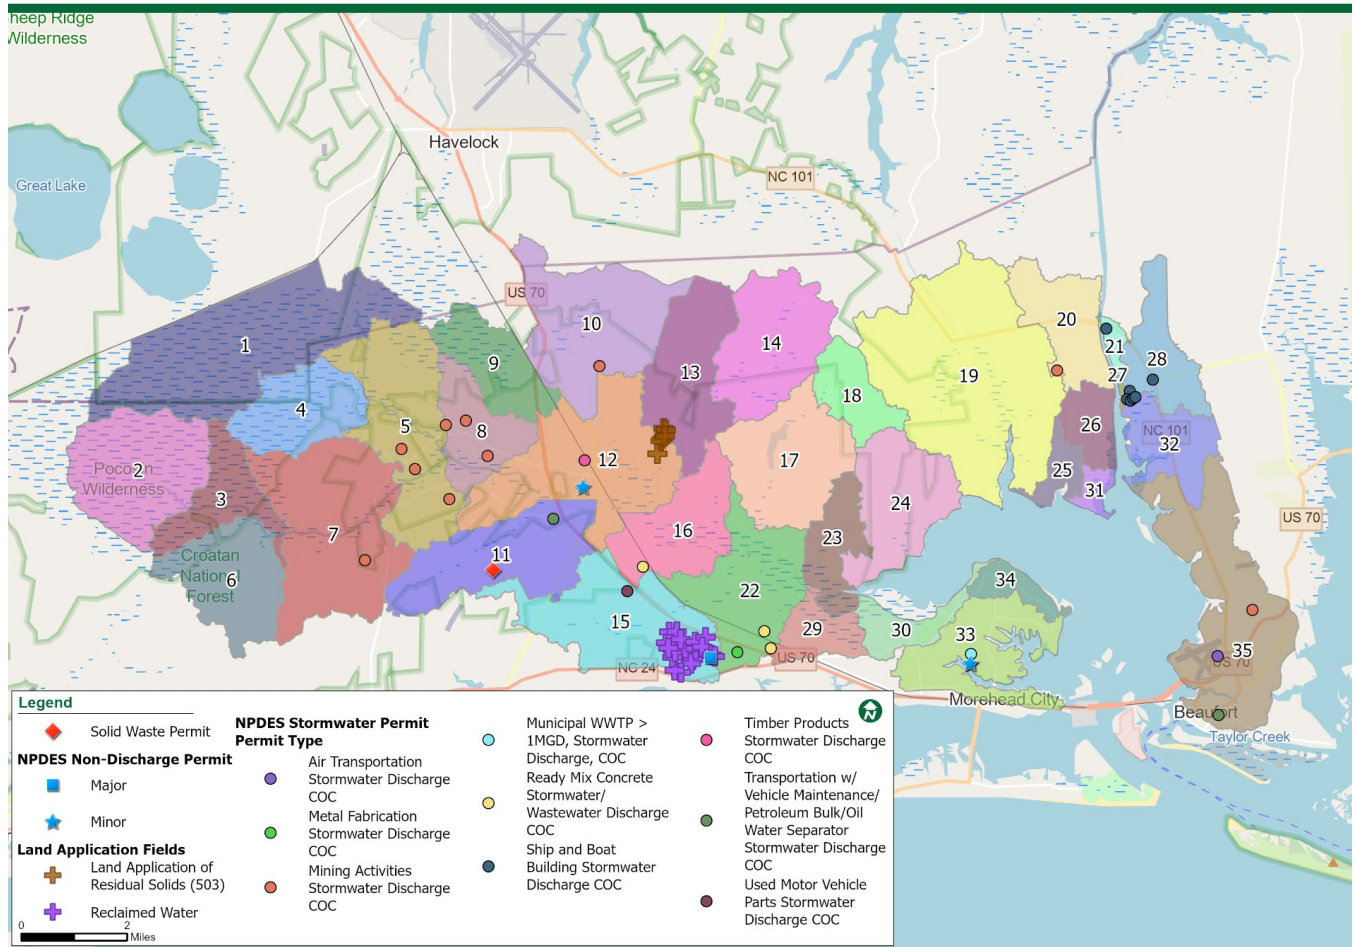 heep Ridge
Wilderness
Havelock
Great Lake
NC 101
US 70
10
1
20
21
14
28
9
13
27
19
4
18
26
5
8
NC 101
32
2
Pocosin
Wilderness
12
17
25
31
3
24
7
16
23
US 70
11
Croatan
National
Forest
6
34
22
15
29
30
33
35
NC 24
US 70
US 70
Morehead City
Beaufort
Taylor Creek
Legend
Solid Waste Permit
NPDES Non-Discharge Permit
Major
Minor
Land Application Fields
Land Application of
Residual Solids (503)
Reclaimed Water
0
2
Miles
NPDES Stormwater Permit
Permit Type
Air Transportation
Stormwater Discharge
COC
Metal Fabrication
Stormwater Discharge
COC
Mining Activities
Stormwater Discharge
COC
Municipal WWTP >
1MGD, Stormwater
Discharge, COC
Ready Mix Concrete
Stormwater/
Wastewater Discharge
COC
Ship and Boat
Building Stormwater
Discharge COC
Timber Products
Stormwater Discharge
COC
Transportation w/
Vehicle Maintenance/
Petroleum Bulk/Oil
Water Separator
Stormwater Discharge
COC
Used Motor Vehicle
Parts Stormwater
Discharge COC
N